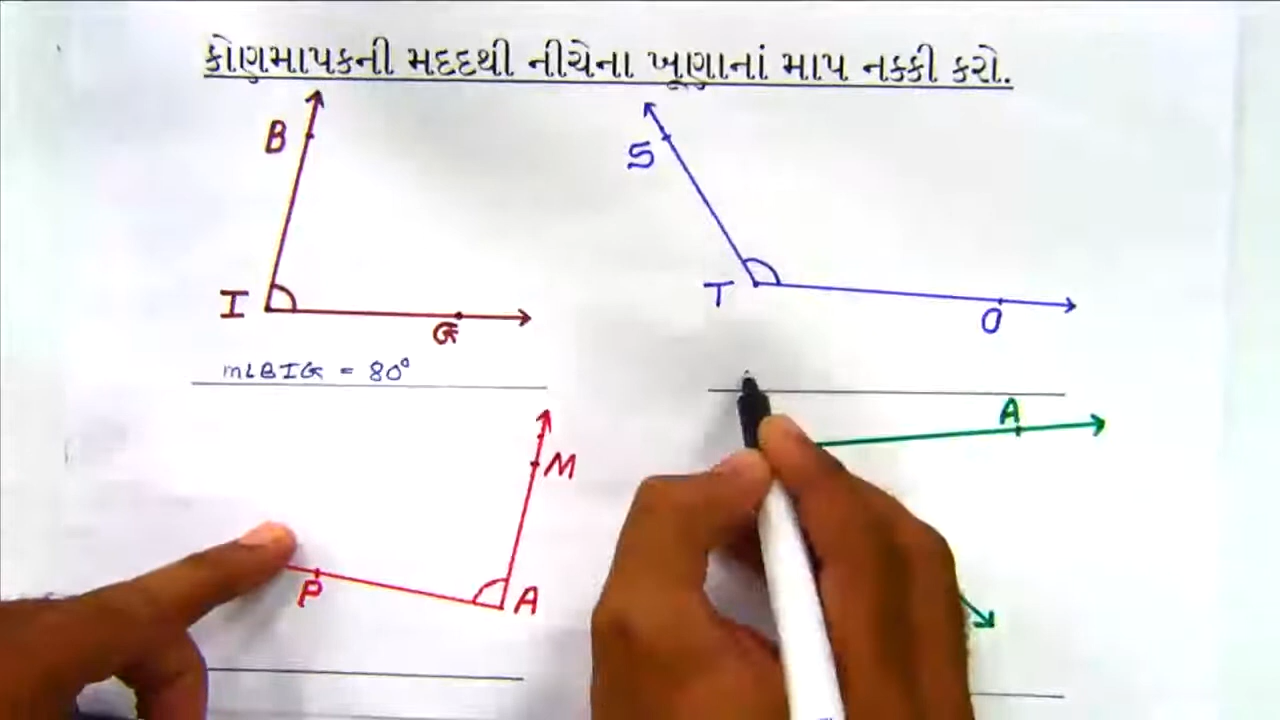 કોણમાપકની મદદથી નીચેના ખૂણાનાં માપ નક્કી કરો.
B
S
I
G
T
O
m∠BIG = 80°
A
M
P
A